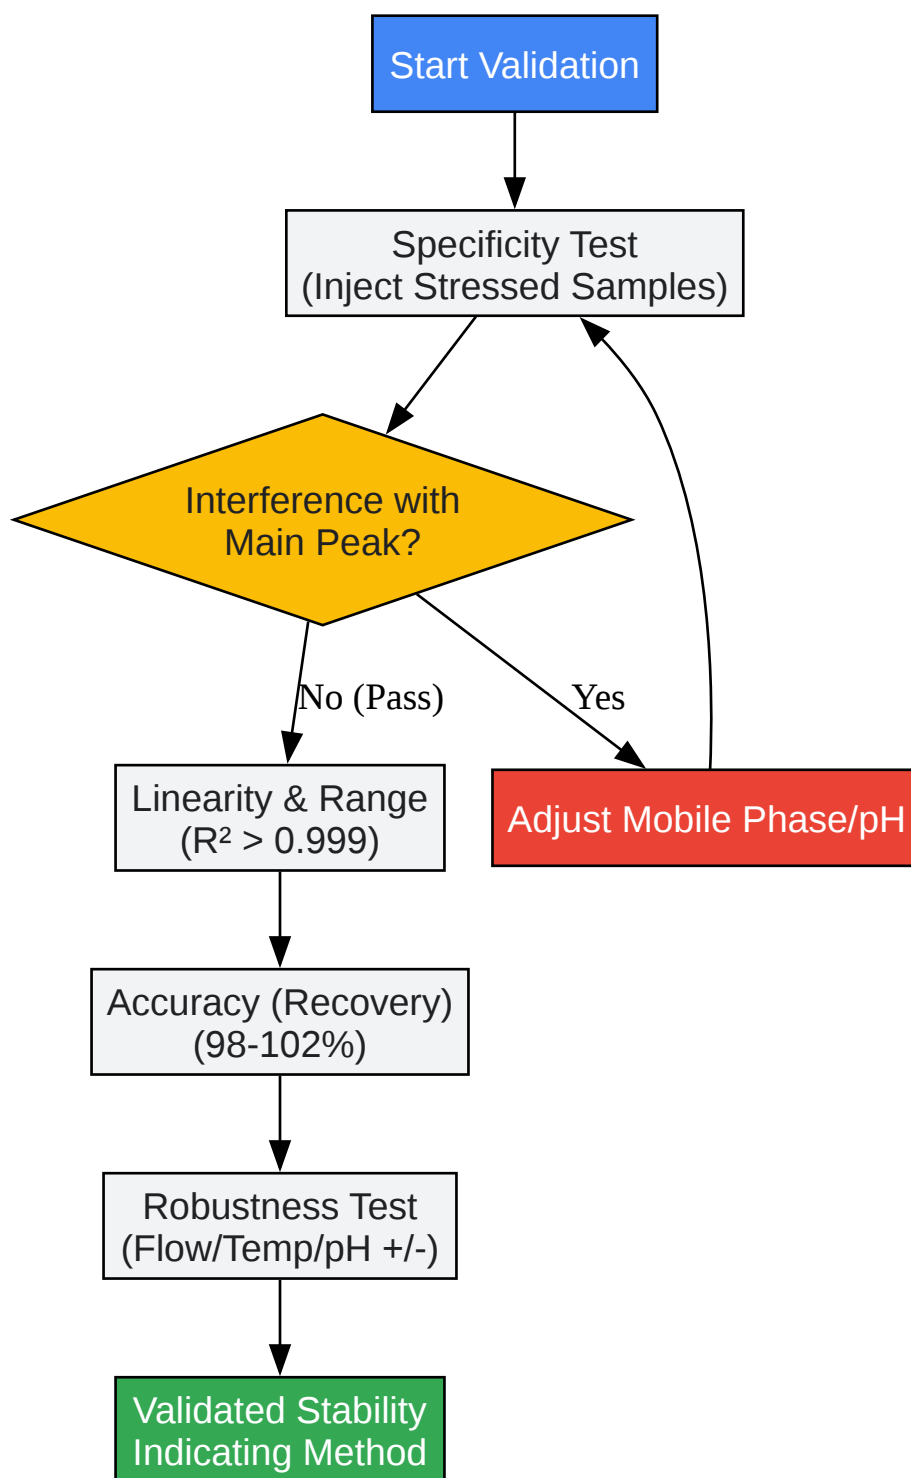 Start Validation
Specificity Test
(Inject Stressed Samples)
Interference with
Main Peak?
No (Pass)
Yes
Linearity & Range
(R² > 0.999)
Adjust Mobile Phase/pH
Accuracy (Recovery)
(98-102%)
Robustness Test
(Flow/Temp/pH +/-)
Validated Stability
Indicating Method